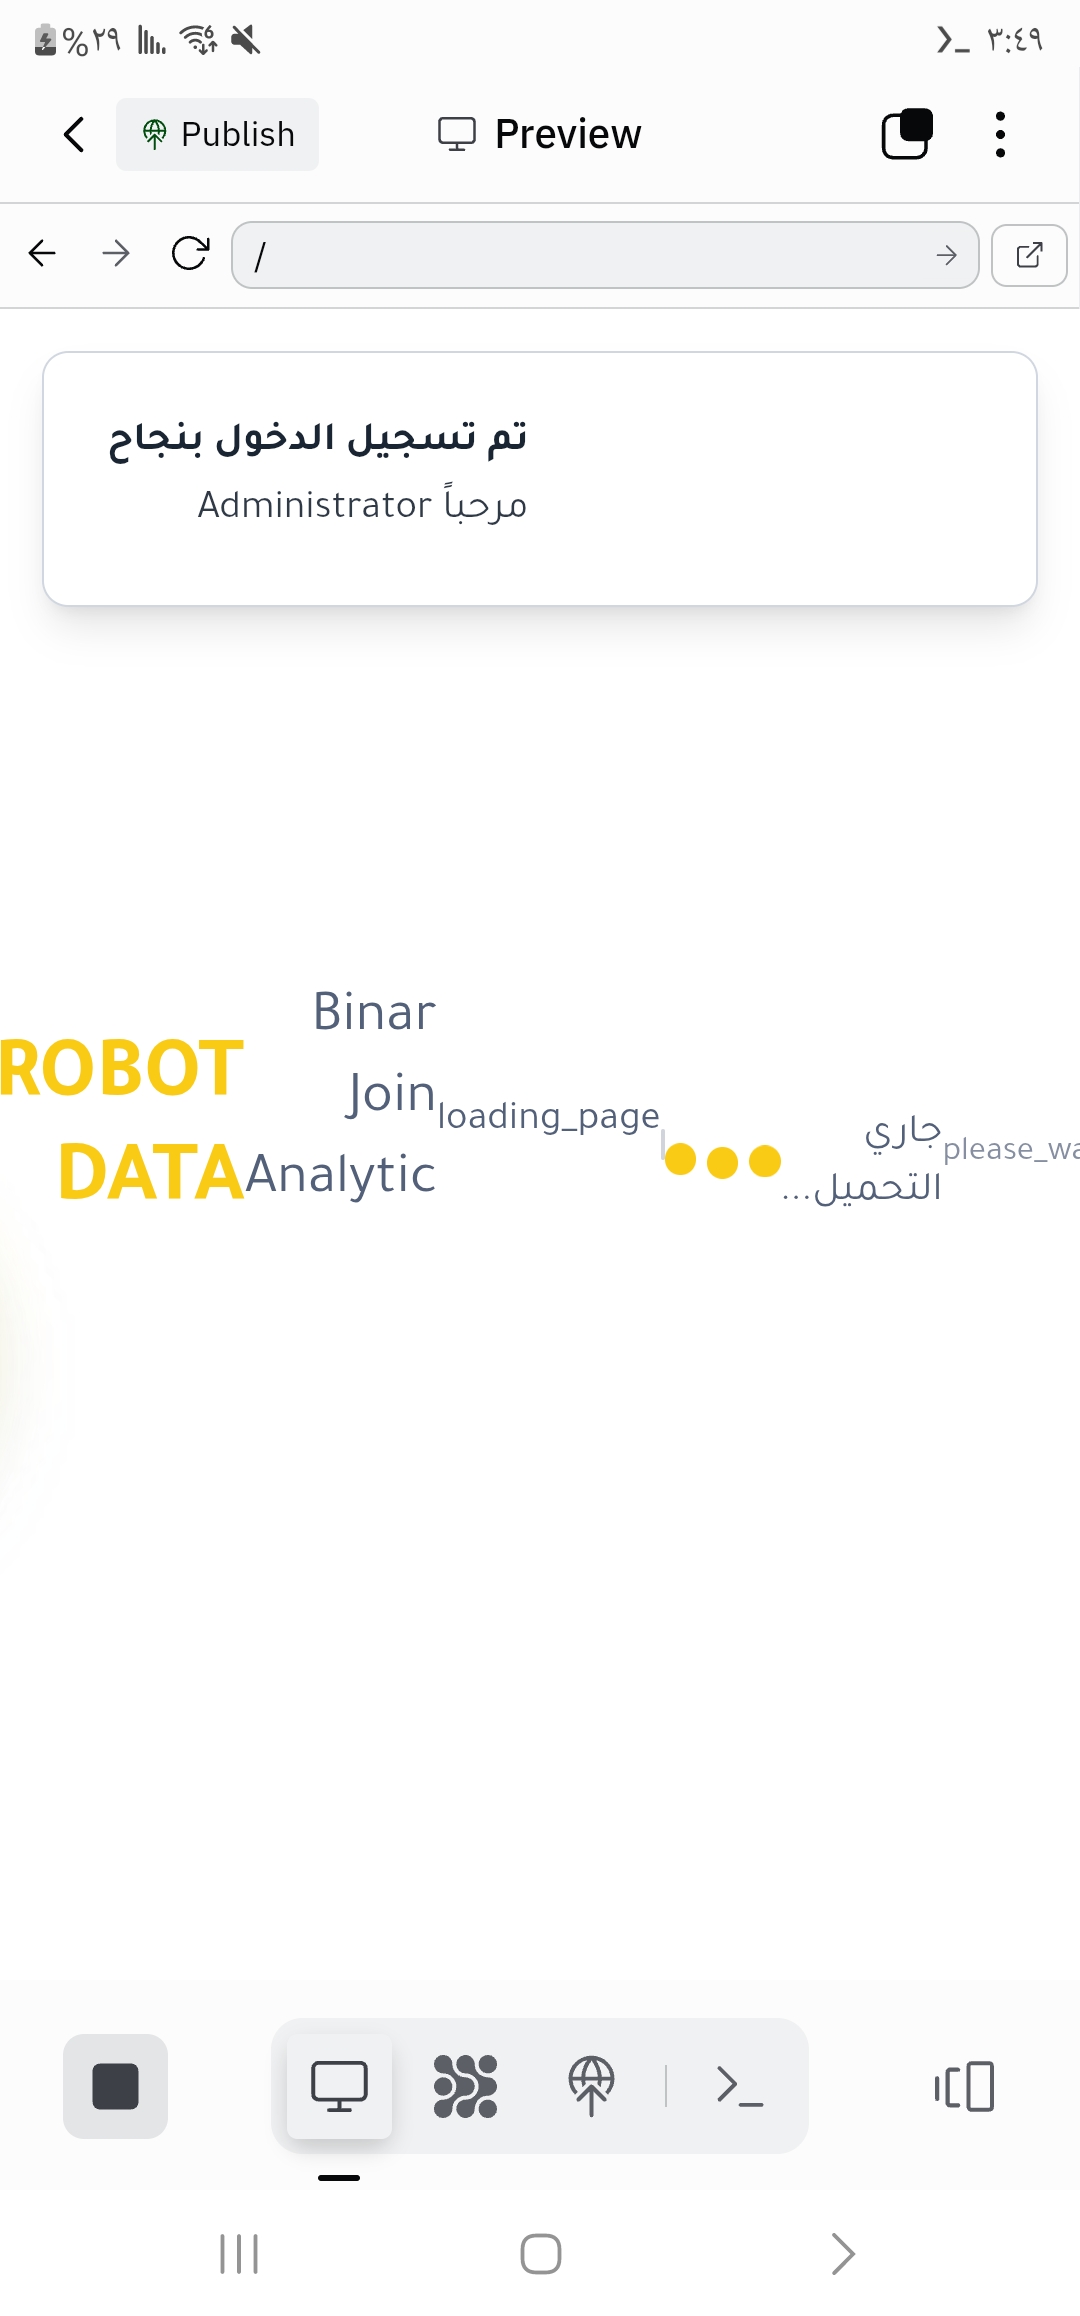 %٢٩
٣:٤٩
Publish
Preview
/
تم تسجيل الدخول بنجاح
مرحباً Administrator
ROBOT
DATA
Binar
Join
Analytic
loading_page
جاري
التحميل...
please_wa